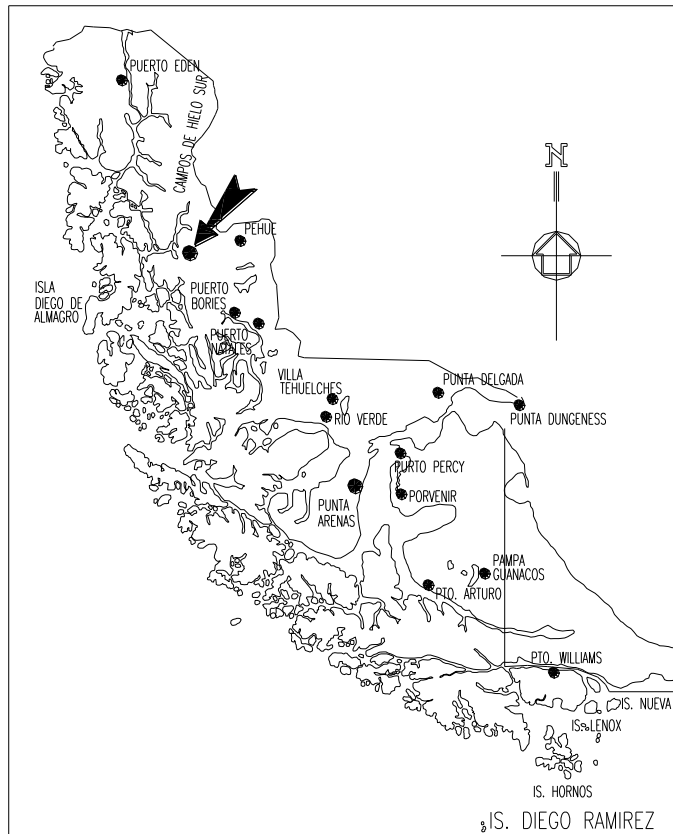 PUERTO EDEN
CAMPOS DE HIELO SUR
N
PEHUE
ISLA
DIEGO DE
ALMAGRO
PUERTO
BORIES
PUERTO
NATALES
VILLA
TEHUELCHES
PUNTA DELGADA
RIO VERDE
PUNTA DUNGENESS
PURTO PERCY
PUNTA
ARENAS
PORVENIR
PAMPA
GUANACOS
PTO. ARTURO
PTO. WILLIAMS
IS. NUEVA
IS. LENOX
IS. HORNOS
IS. DIEGO RAMIREZ